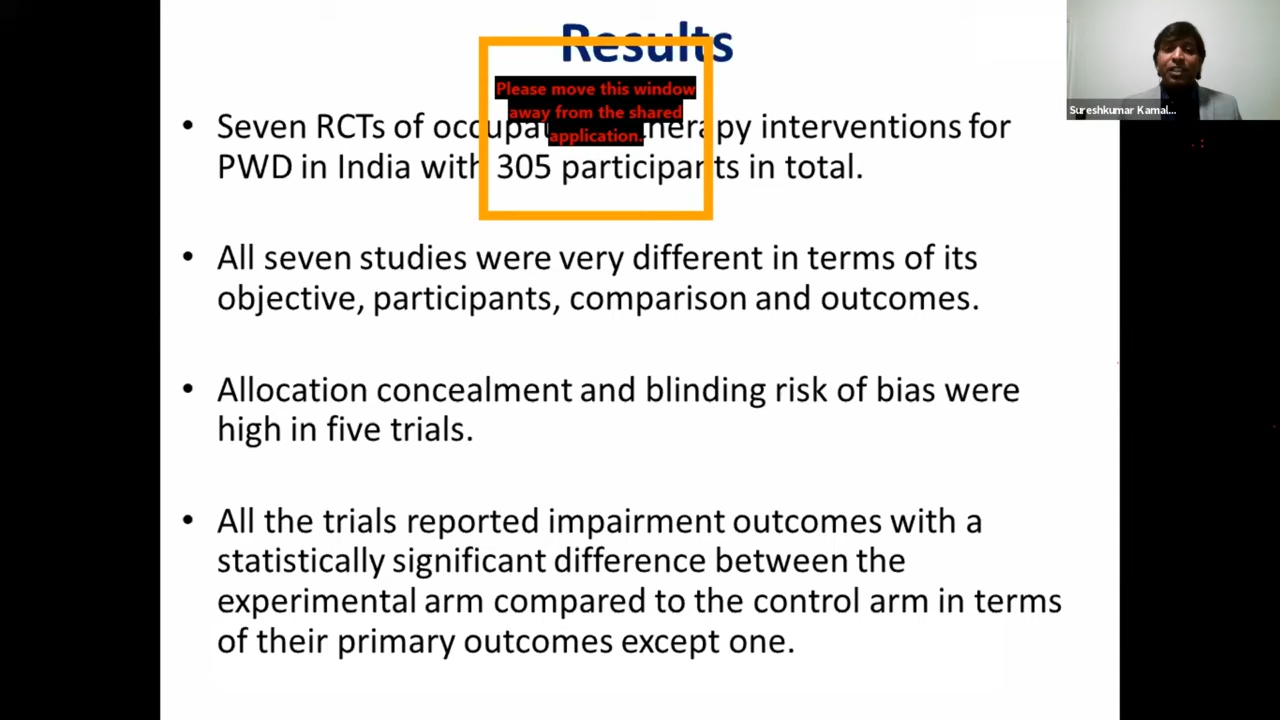 Results
Please move this window
away from the shared
application.
• Seven RCTs of occupa herapy interventions for
PWD in India with 305 participants in total.
• All seven studies were very different in terms of its
objective, participants, comparison and outcomes.
• Allocation concealment and blinding risk of bias were
high in five trials.
• All the trials reported impairment outcomes with a
statistically significant difference between the
experimental arm compared to the control arm in terms
of their primary outcomes except one.
Sureshkumar Kamal...